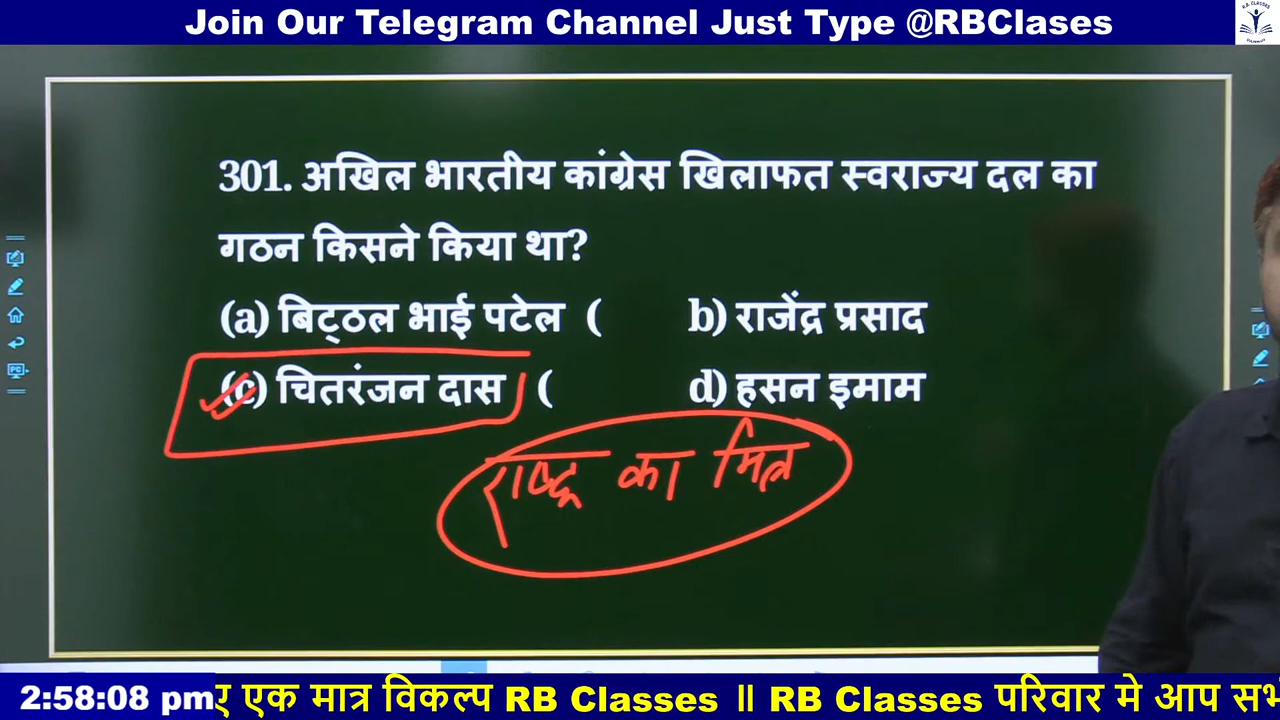 Join Our Telegram Channel Just Type @RBClases
301. अखिल भारतीय कांग्रेस खिलाफत स्वराज्य दल का
गठन किसने किया था?
(a) बिट्ठल भाई पटेल ( b) राजेंद्र प्रसाद
(c) चितरंजन दास ( d) हसन इमाम
राष्ट्र का मित्र
2:58:08 pm एक मात्र विकल्प RB Classes || RB Classes परिवार मे आप